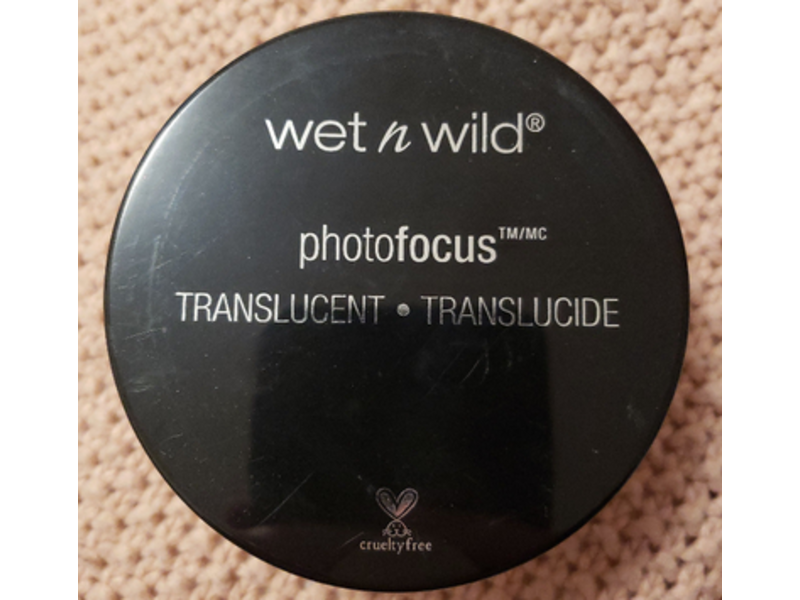 wet n wild®
photofocus™/MC
TRANSLUCENT • TRANSLUCIDE
crueltyfree